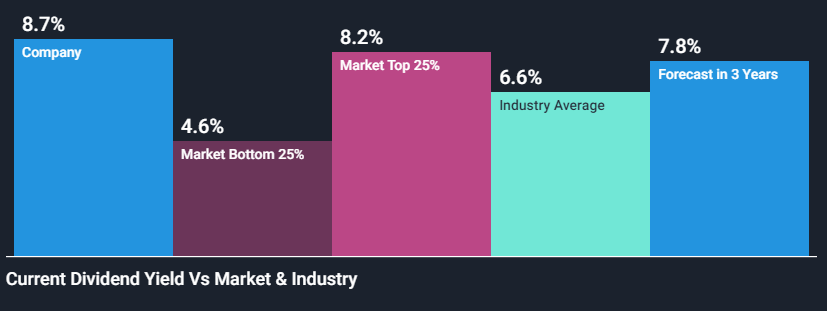 8.7%
Company
4.6%
Market Bottom 25%
8.2%
Market Top 25%
6.6%
Industry Average
7.8%
Forecast in 3 Years
Current Dividend Yield Vs Market & Industry